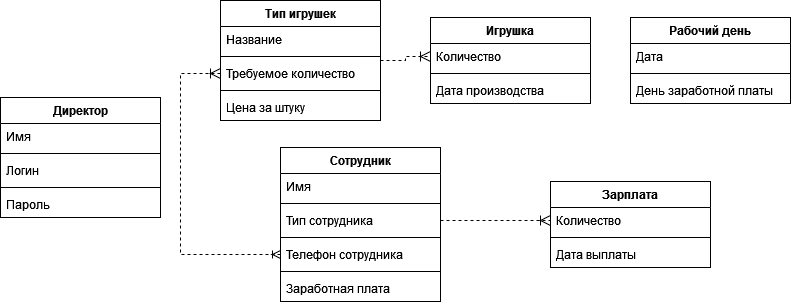 Тип игрушек
Название
Требуемое количество
Цена за штуку
Игрушка
Количество
Дата производства
Рабочий день
Дата
День заработной платы
Директор
Имя
Логин
Пароль
Сотрудник
Имя
Тип сотрудника
Телефон сотрудника
Заработная плата
Зарплата
Количество
Дата выплаты